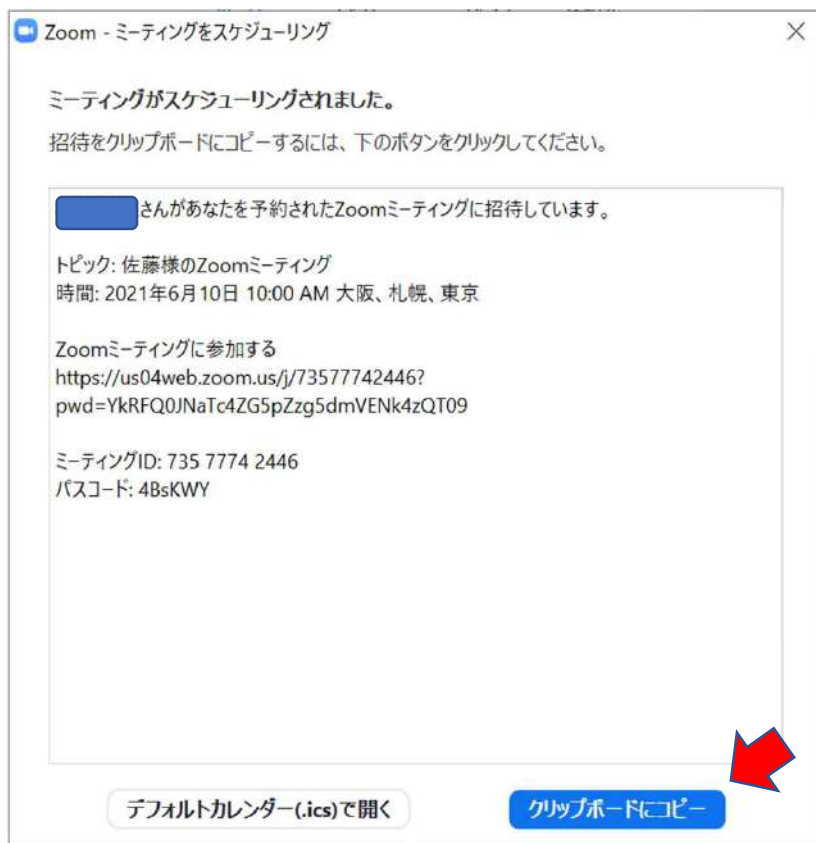 Zoom - ミーティングをスケジューリング
ミーティングがスケジューリングされました。
招待をクリップボードにコピーするには、下のボタンをクリックしてください。
さんがあなたを予約されたZoomミーティングに招待しています。
トピック: 佐藤様のZoomミーティング
時間: 2021年6月10日 10:00 AM 大阪、札幌、東京
Zoomミーティングに参加する
https://us04web.zoom.us/j/73577742446?
pwd=YkRFQ0JNaTc4ZG5pZzg5dmVENk4zQT09
ミーティングID: 735 7774 2446
パスコード: 4BsKWY
デフォルトカレンダー(.ics)で開く
クリップボードにコピー